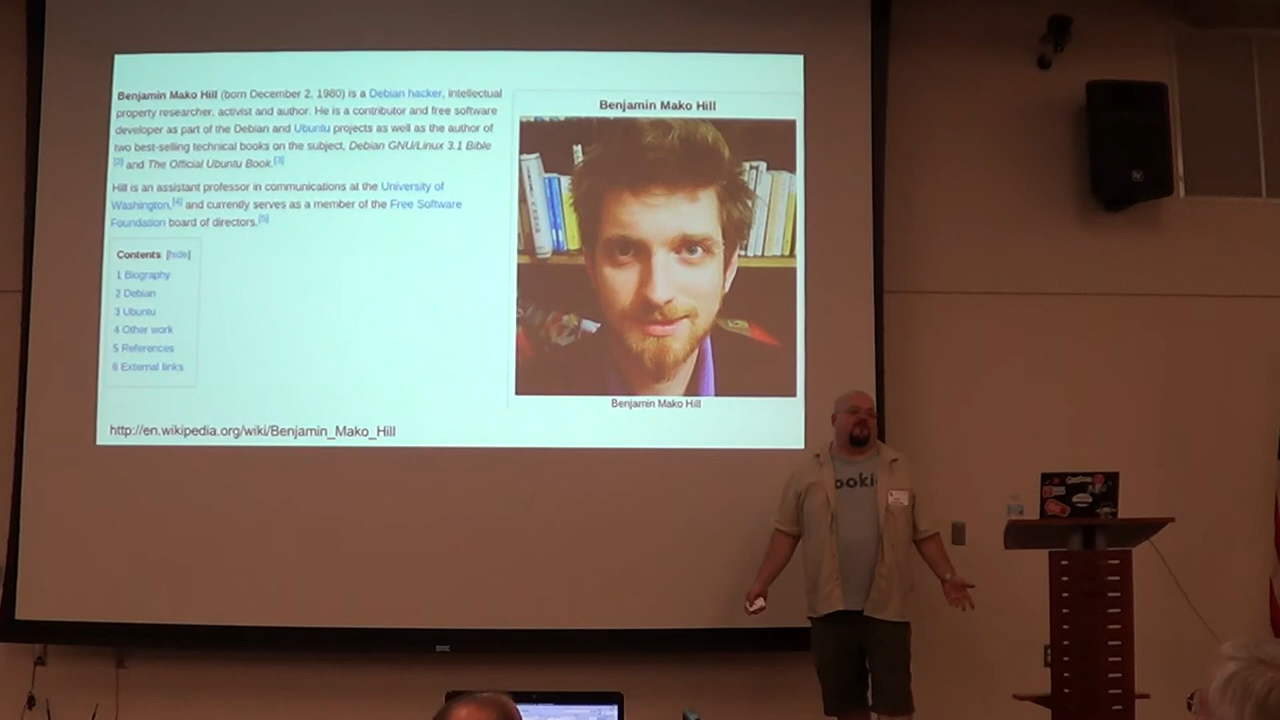 Benjamin Mako Hill (born December 2, 1980) is a Debian hacker, intellectual
property researcher, activist and author. He is a contributor and free software
developer as part of the Debian and Ubuntu projects as well as the author of
two best-selling technical books on the subject, Debian GNU/Linux 3.1 Bible
[2] and The Official Ubuntu Book.[3]
Hill is an assistant professor in communications at the University of
Washington,[4] and currently serves as a member of the Free Software
Foundation board of directors.[5]
Contents [hide]
1 Biography
2 Debian
3 Ubuntu
4 Other work
5 References
6 External links
http://en.wikipedia.org/wiki/Benjamin_Mako_Hill
Benjamin Mako Hill
Benjamin Mako Hill
ooki